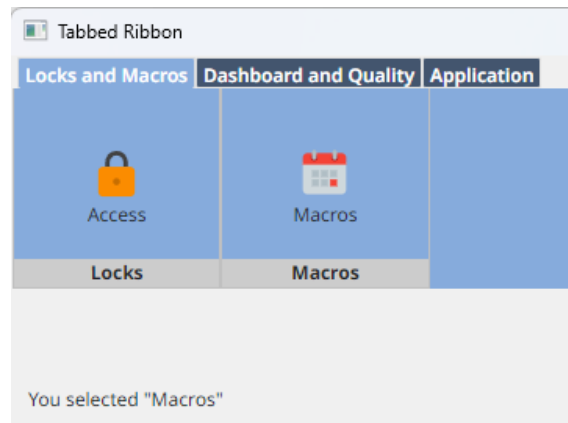 Tabbed Ribbon
Locks and Macros Dashboard and Quality Application
Access Macros
Locks Macros
You selected "Macros"